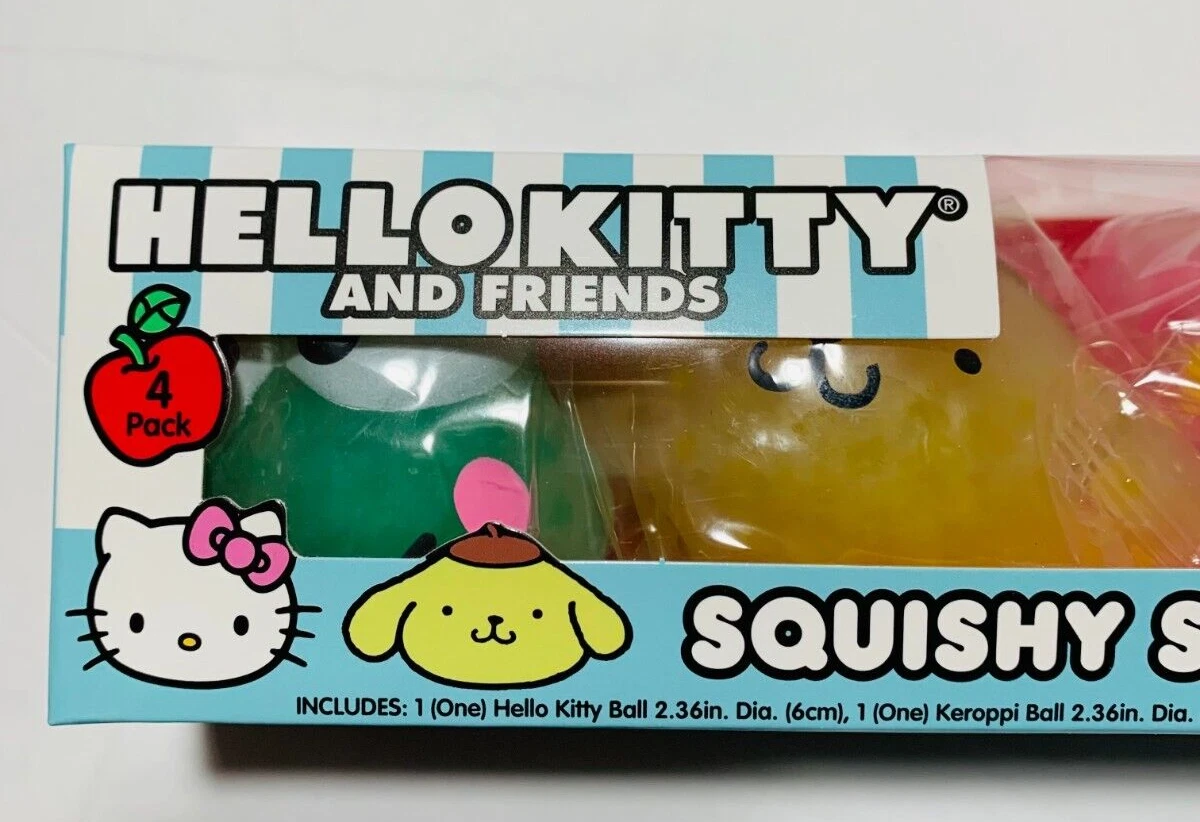 HELLO KITTY®
AND FRIENDS
4
Pack
SQUISHY S
INCLUDES: 1 (One) Hello Kitty Ball 2.36in. Dia. (6cm), 1 (One) Keroppi Ball 2.36in. Dia.